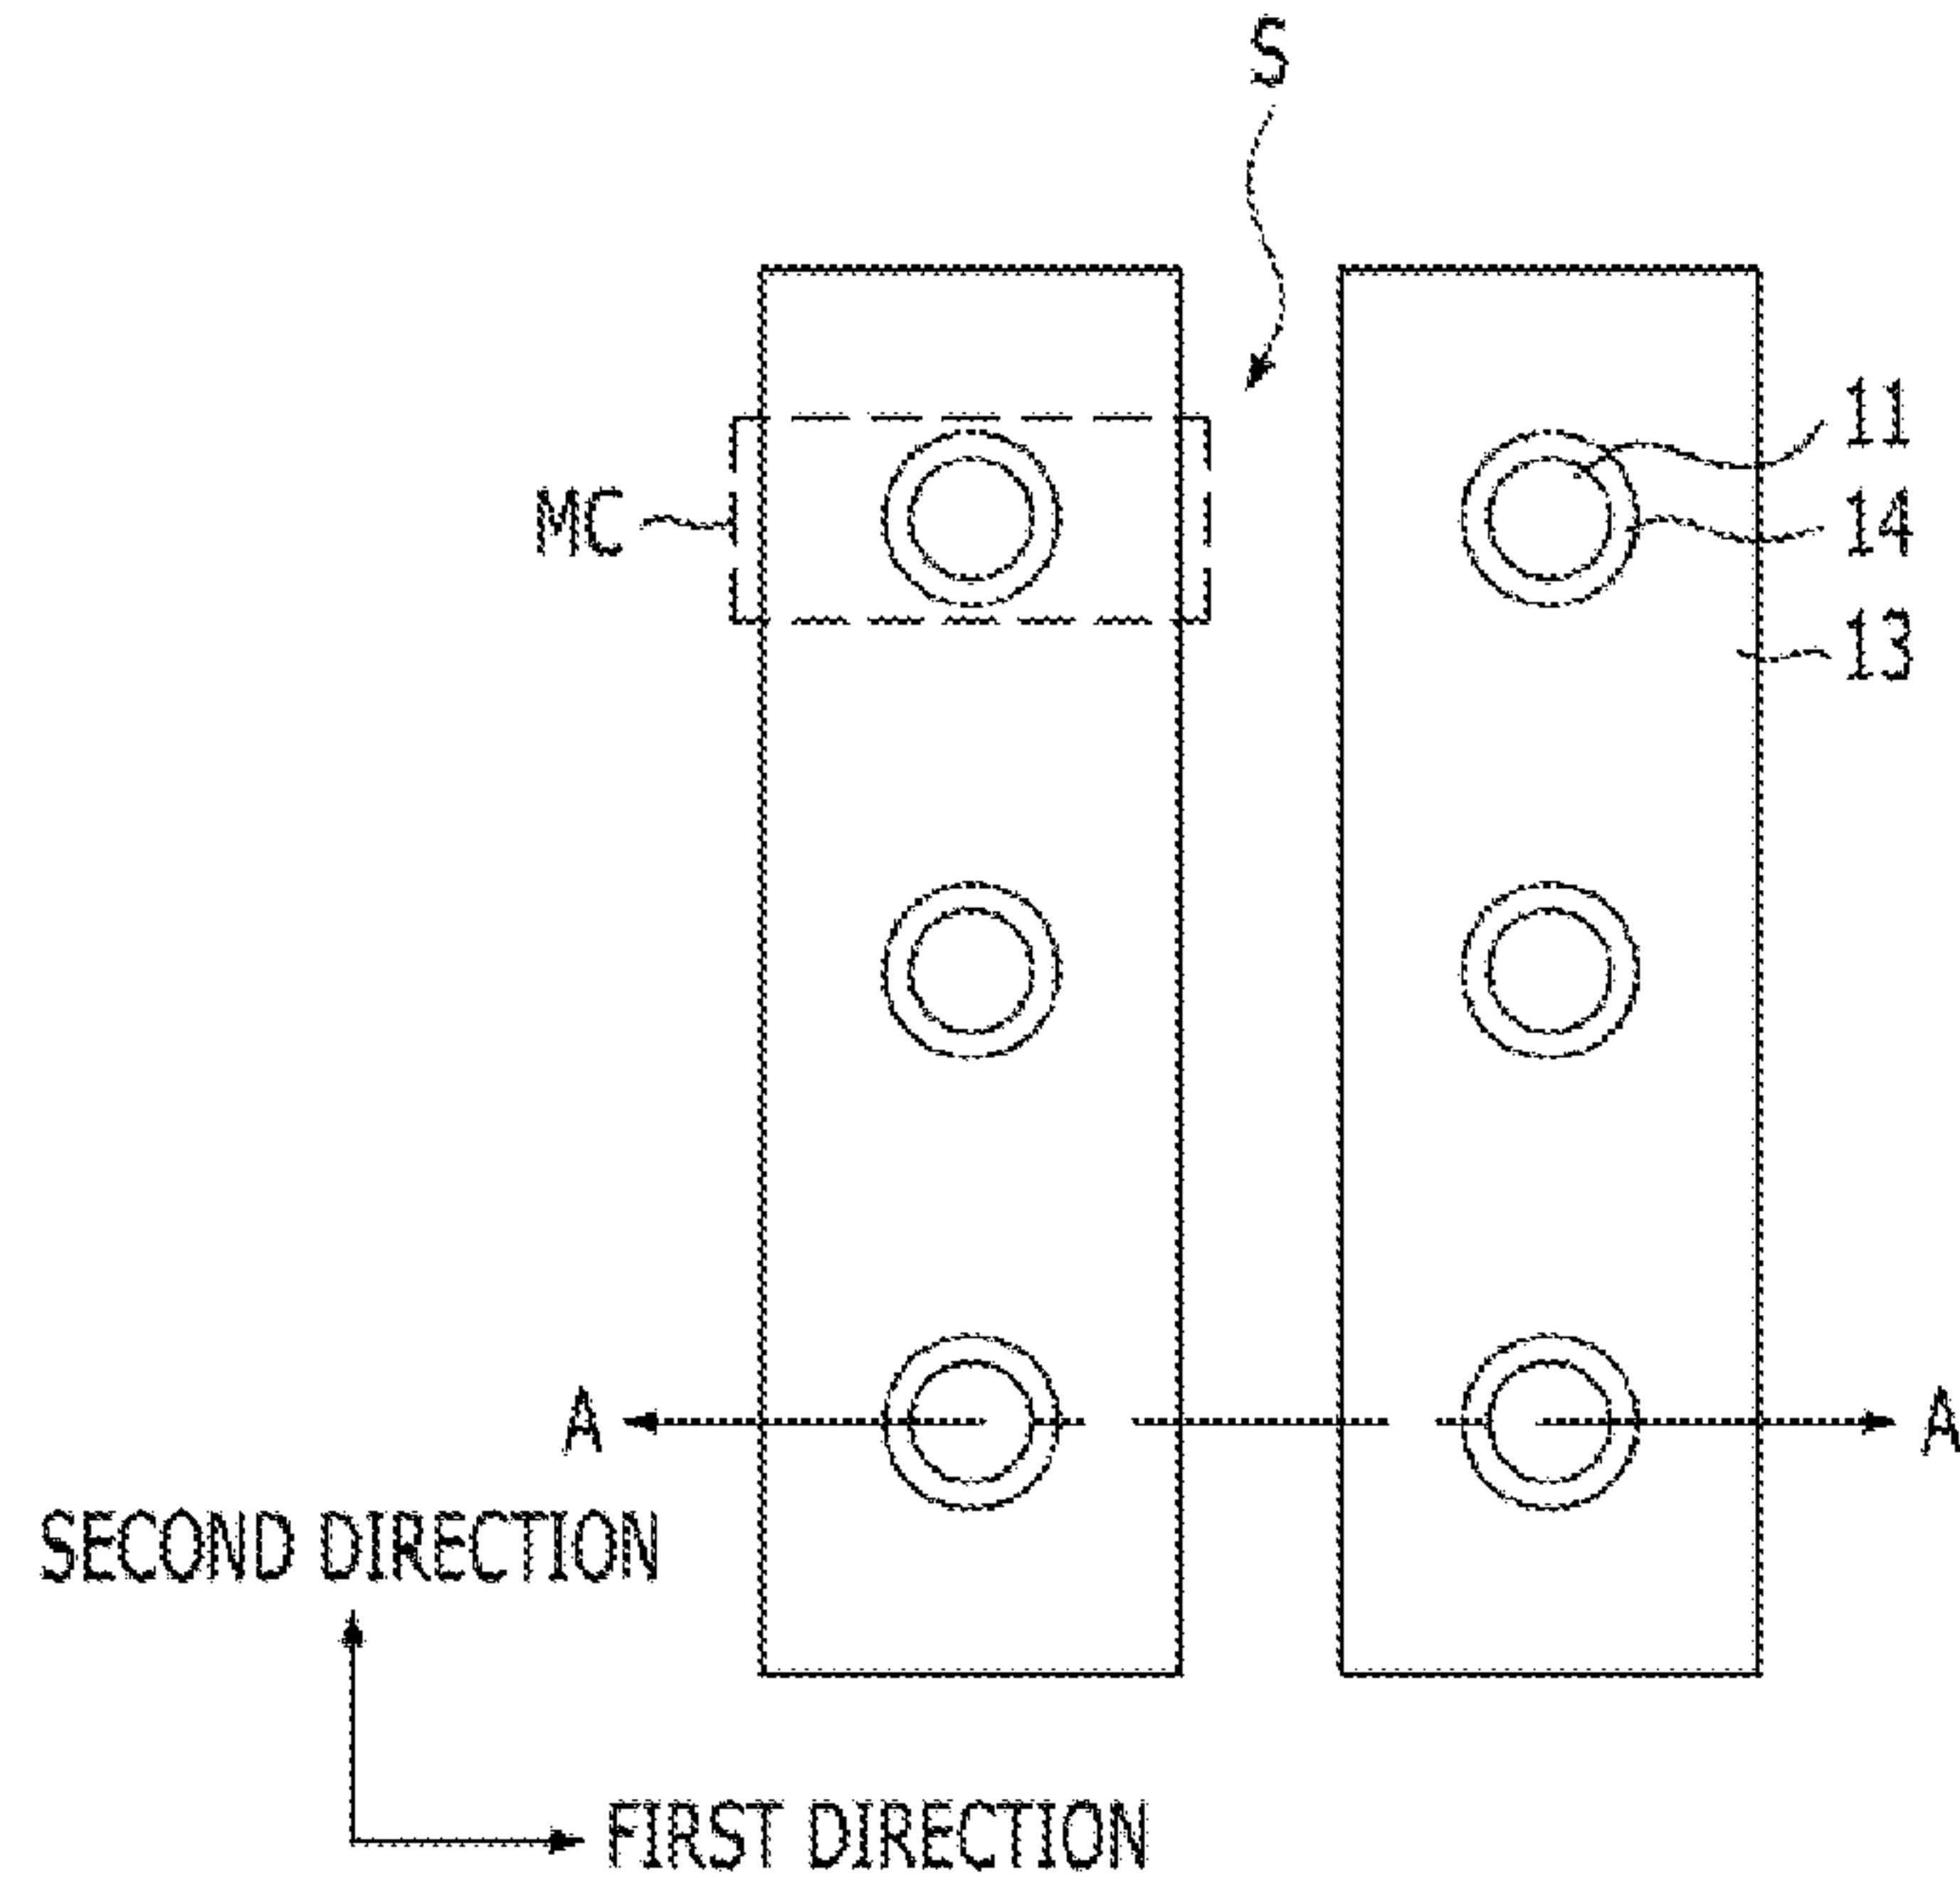 S
11
MC
14
13
A A
SECOND DIRECTION
FIRST DIRECTION